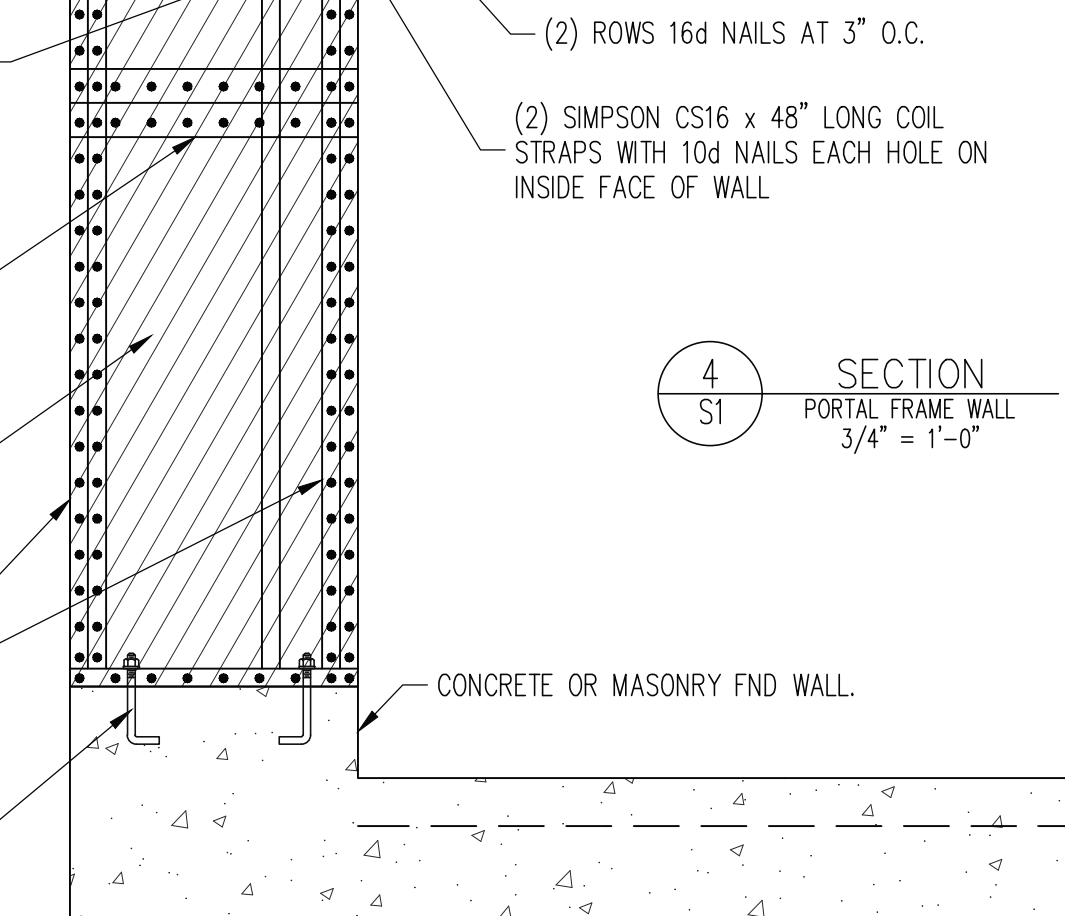 (2) ROWS 16d NAILS AT 3" O.C.
(2) SIMPSON CS16 x 48" LONG COIL
STRAPS WITH 10d NAILS EACH HOLE ON
INSIDE FACE OF WALL
4
S1
SECTION
PORTAL FRAME WALL
3/4" = 1'-0"
CONCRETE OR MASONRY FND WALL.